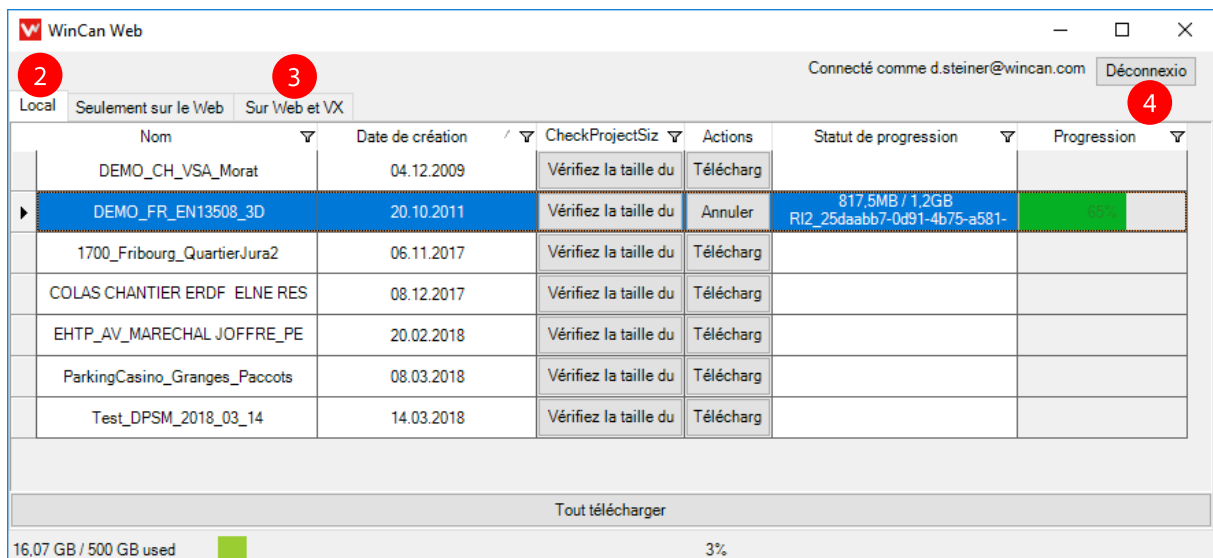 WinCan Web
2
3
Connecté comme d.steiner@wincan.com Déconnexio
4
Local Seulement sur le Web Sur Web et VX
Nom Date de création CheckProjectSiz Actions Statut de progression Progression
DEMO_CH_VSA_Morat 04.12.2009 Vérifiez la taille du Télécharg
DEMO_FR_EN13508_3D 20.10.2011 Vérifiez la taille du Annuler 817,5MB / 1,2GB 65%
RI2_25daabb7-0d91-4b75-a581-
1700_Fribourg_QuartierJura2 06.11.2017 Vérifiez la taille du Télécharg
COLAS CHANTIER ERDF ELNE RES 08.12.2017 Vérifiez la taille du Télécharg
EHTP_AV_MARECHAL JOFFRE_PE 20.02.2018 Vérifiez la taille du Télécharg
ParkingCasino_Granges_Paccots 08.03.2018 Vérifiez la taille du Télécharg
Test_DPSM_2018_03_14 14.03.2018 Vérifiez la taille du Télécharg
Tout télécharger
16,07 GB / 500 GB used 3%